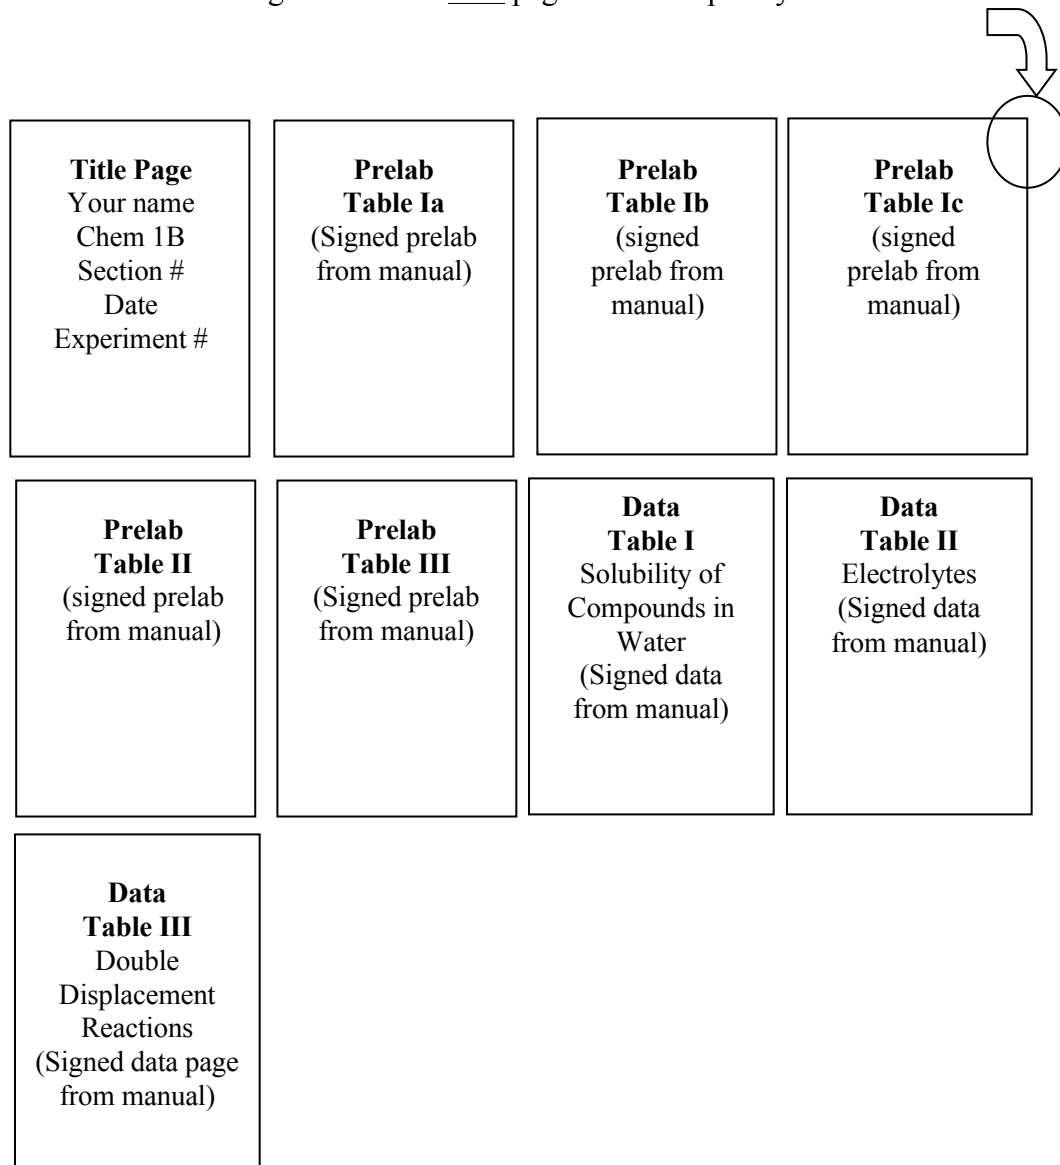 page
Title Page
Your name
Chem 1B
Section #
Date
Experiment #
Prelab
Table Ia
(Signed prelab
from manual)
Prelab
Table Ib
(signed
prelab from
manual)
Prelab
Table Ic
(signed
prelab from
manual)
Prelab
Table II
(signed prelab
from manual)
Prelab
Table III
(Signed prelab
from manual)
Data
Table I
Solubility of
Compounds in
Water
(Signed data
from manual)
Data
Table II
Electrolytes
(Signed data
from manual)
Data
Table III
Double
Displacement
Reactions
(Signed data page
from manual)